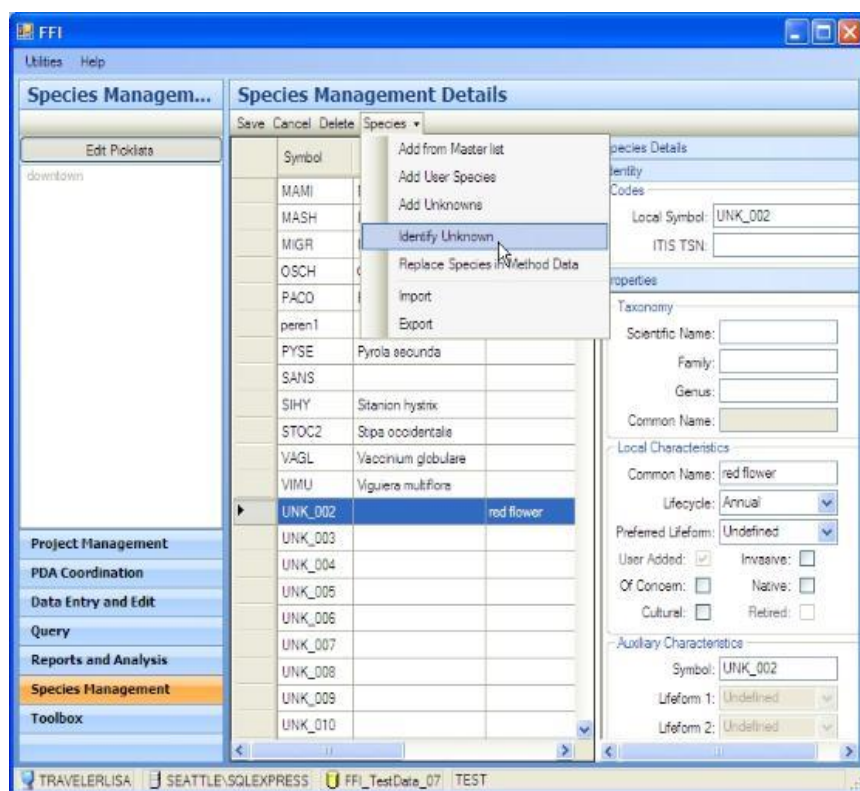 FFI
Utilities Help
Species Managem...
Species Management Details
Save Cancel Delete Species
Edit Picklists
downtown
Symbol
MAMI
MASH
MIGR
OSCH
PACO
peren1
PYSE Pyrola secunda
SANS
SIHY Sitanion hystrix
STOC2 Stipa occidentalis
VAGL Vaccinium globulare
VIMU Viguiera multiflora
UNK_002 red flower
UNK_003
UNK_004
UNK_005
UNK_006
UNK_007
UNK_008
UNK_009
UNK_010
Add from Master list
Add User Species
Add Unknowns
Identify Unknown
Replace Species in Method Data
Import
Export
pecies Details
dentity
Codes
Local Symbol: UNK_002
ITIS TSN:
roperties
Taxonomy
Scientific Name:
Family:
Genus:
Common Name:
Local Characteristics
Common Name: red flower
Lifecycle: Annual
Preferred Lifeform: Undefined
User Added: Invasive:
Of Concern: Native:
Cultural: Retired:
Auxiliary Characteristics
Symbol: UNK_002
Lifeform 1: Undefined
Lifeform 2: Undefined
Project Management
PDA Coordination
Data Entry and Edit
Query
Reports and Analysis
Species Management
Toolbox
TRAVELERLISA SEATTLE\SQLEXPRESS FFI_TestData_07 TEST